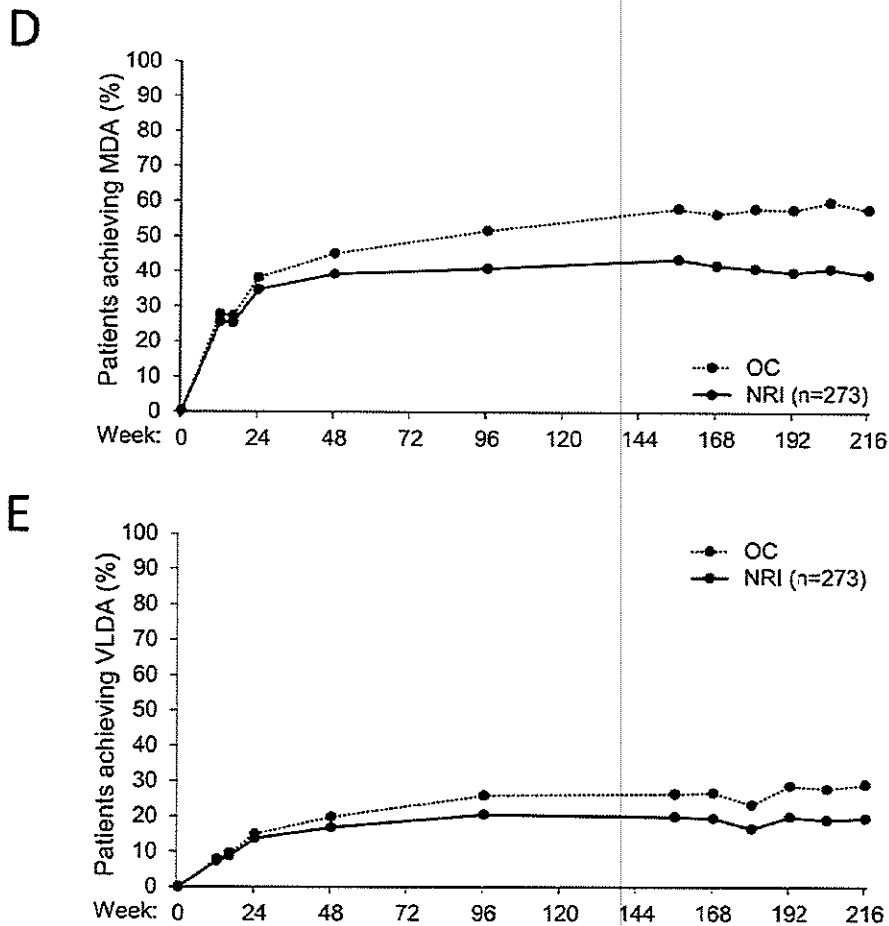 D
Patients achieving MDA (%)
100
90
80
70
60
50
40
30
20
10
0
OC
NRI (n=273)
Week: 0 24 48 72 96 120 144 168 192 216
E
Patients achieving VLDA (%)
100
90
80
70
60
50
40
30
20
10
0
OC
NRI (n=273)
Week: 0 24 48 72 96 120 144 168 192 216